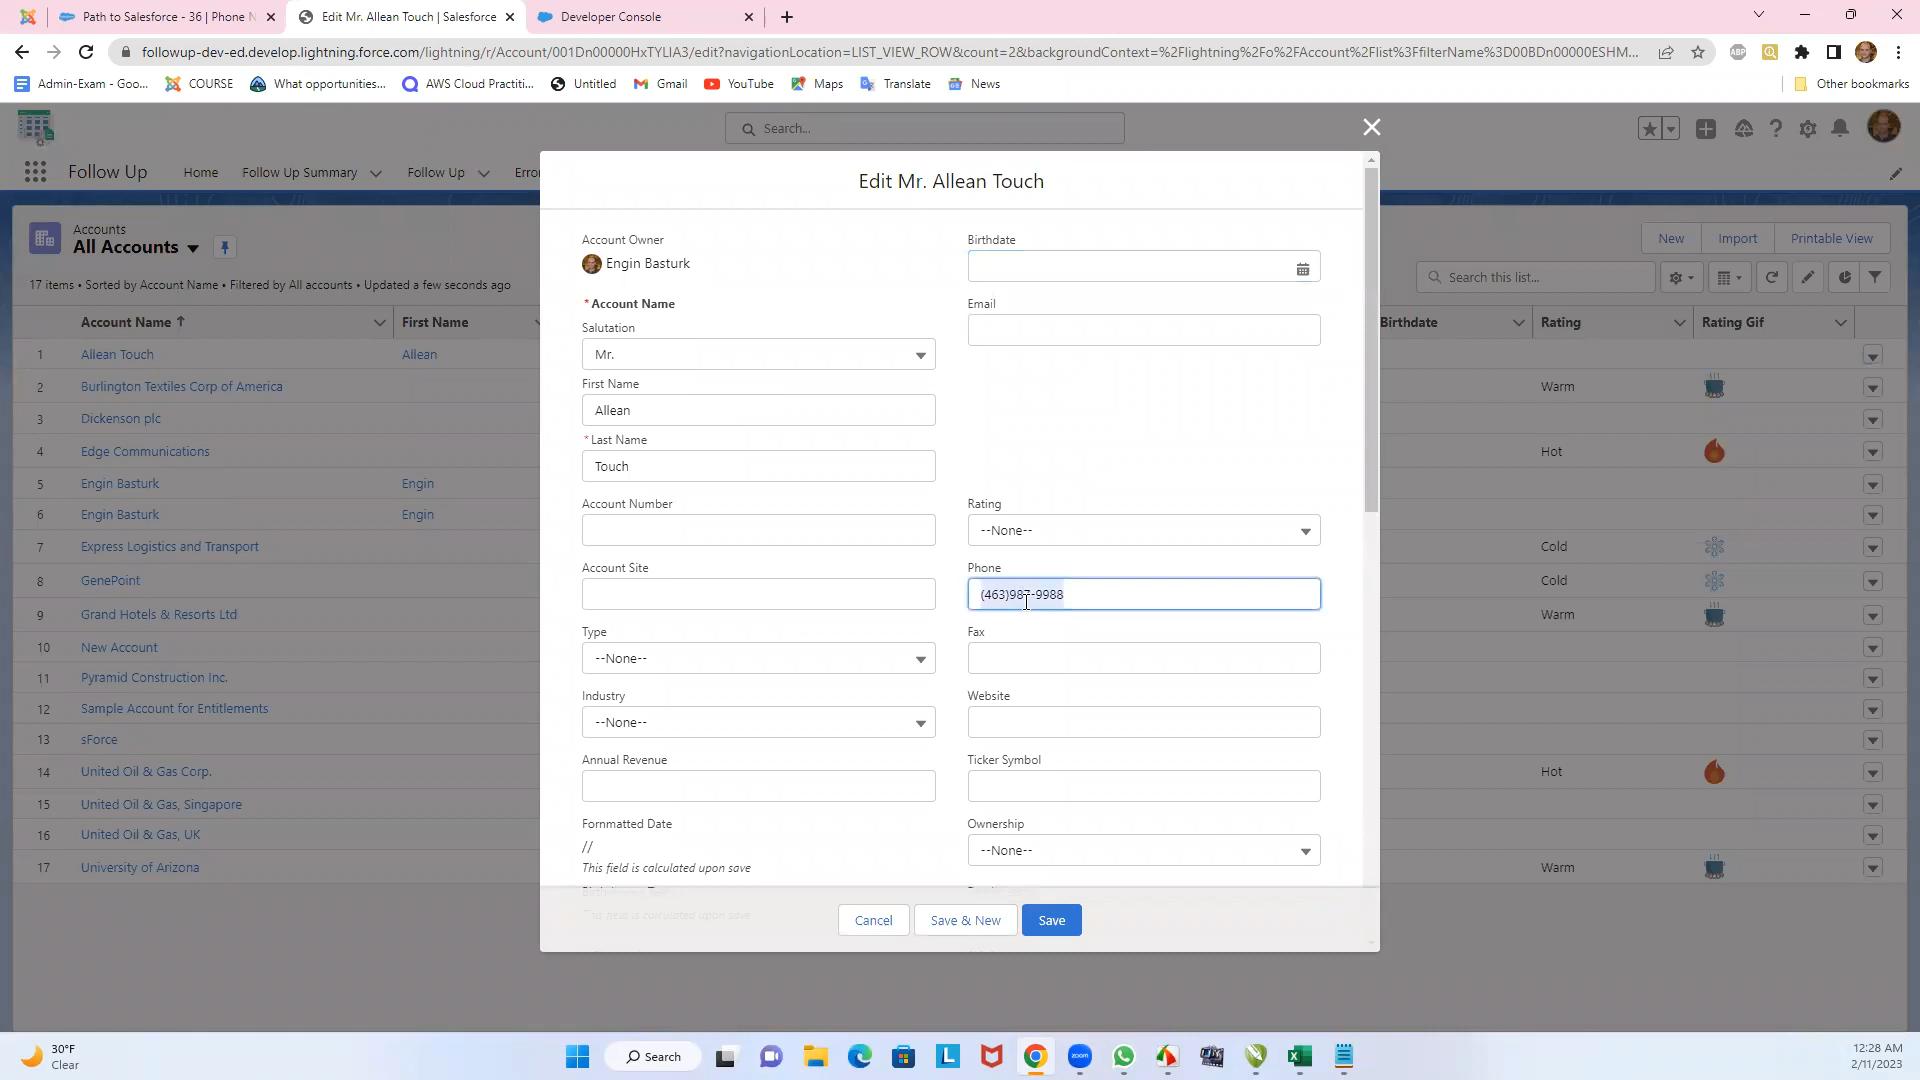 Path to Salesforce - 36 | Phone N
Edit Mr. Allean Touch | Salesforce
Developer Console
followup-dev-ed.develop.lightning.force.com/lightning/r/Account/001Dn00000HxTYLIA3/edit?navigationLocation=LIST_VIEW_ROW&count=2&backgroundContext=%2Flightning%2Fo%2FAccount%2Flist%3FfilterName%3D00BDn00000ESHM...
Admin-Exam - Goo...
COURSE
What opportunities...
AWS Cloud Practiti...
Untitled
Gmail
YouTube
Maps
Translate
News
Other bookmarks
Search...
Follow Up
Home
Follow Up Summary
Follow Up
Error
Edit Mr. Allean Touch
Accounts
All Accounts
17 items • Sorted by Account Name • Filtered by All accounts • Updated a few seconds ago
New
Import
Printable View
Search this list...
Account Name
First Name
Birthdate
Rating
Rating Gif
1 Allean Touch Allean
2 Burlington Textiles Corp of America Warm
3 Dickenson plc
4 Edge Communications Hot
5 Engin Basturk Engin
6 Engin Basturk Engin
7 Express Logistics and Transport Cold
8 GenePoint Cold
9 Grand Hotels & Resorts Ltd Warm
10 New Account
11 Pyramid Construction Inc.
12 Sample Account for Entitlements
13 sForce
14 United Oil & Gas Corp. Hot
15 United Oil & Gas, Singapore
16 United Oil & Gas, UK
17 University of Arizona Warm
Account Owner
Engin Basturk
Birthdate
* Account Name
Email
Salutation
Mr.
First Name
Allean
* Last Name
Touch
Account Number
Rating
--None--
Account Site
Phone
(463)987-9988
Type
--None--
Fax
Industry
--None--
Website
Annual Revenue
Ticker Symbol
Fornmatted Date
//
This field is calculated upon save
Ownership
--None--
This field is calculated upon save
Cancel
Save & New
Save
30°F
Clear
Search
zoom
12:28 AM
2/11/2023